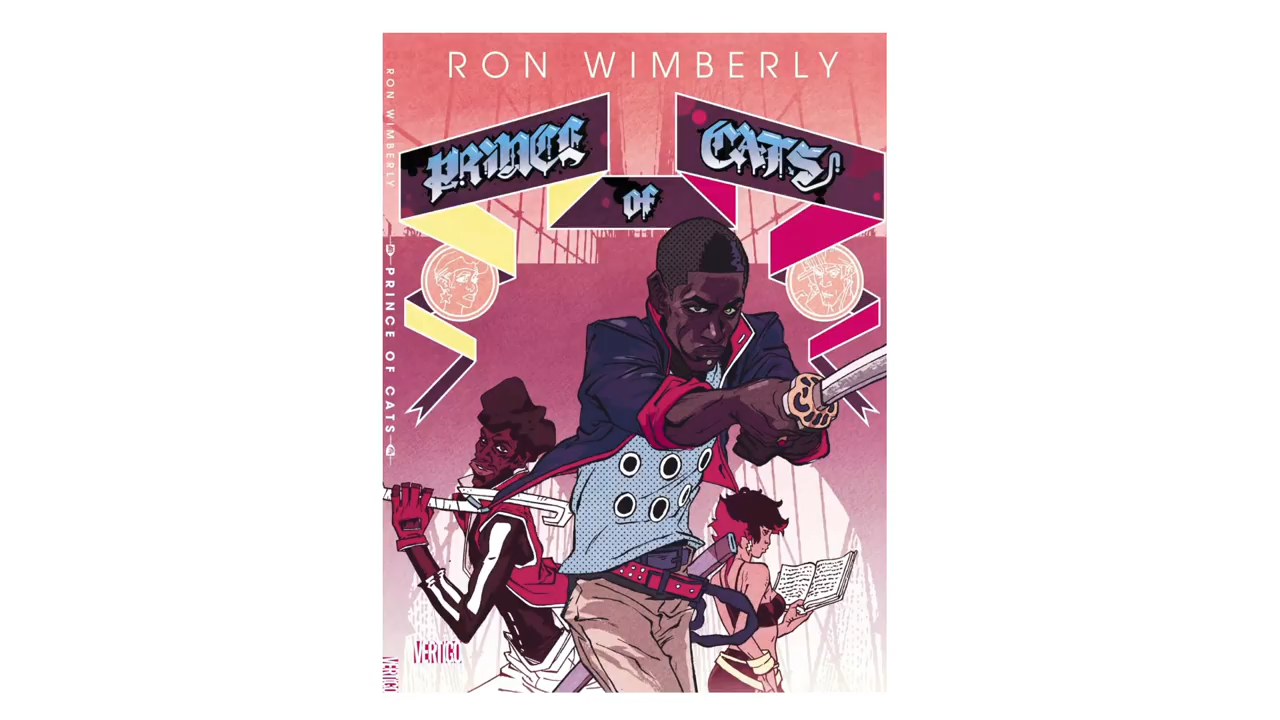 RON WIMBERLY
PRINCE
OF
CATS
RON WIMBERLY
PRINCE OF CATS
VERTIGO
VERTIGO